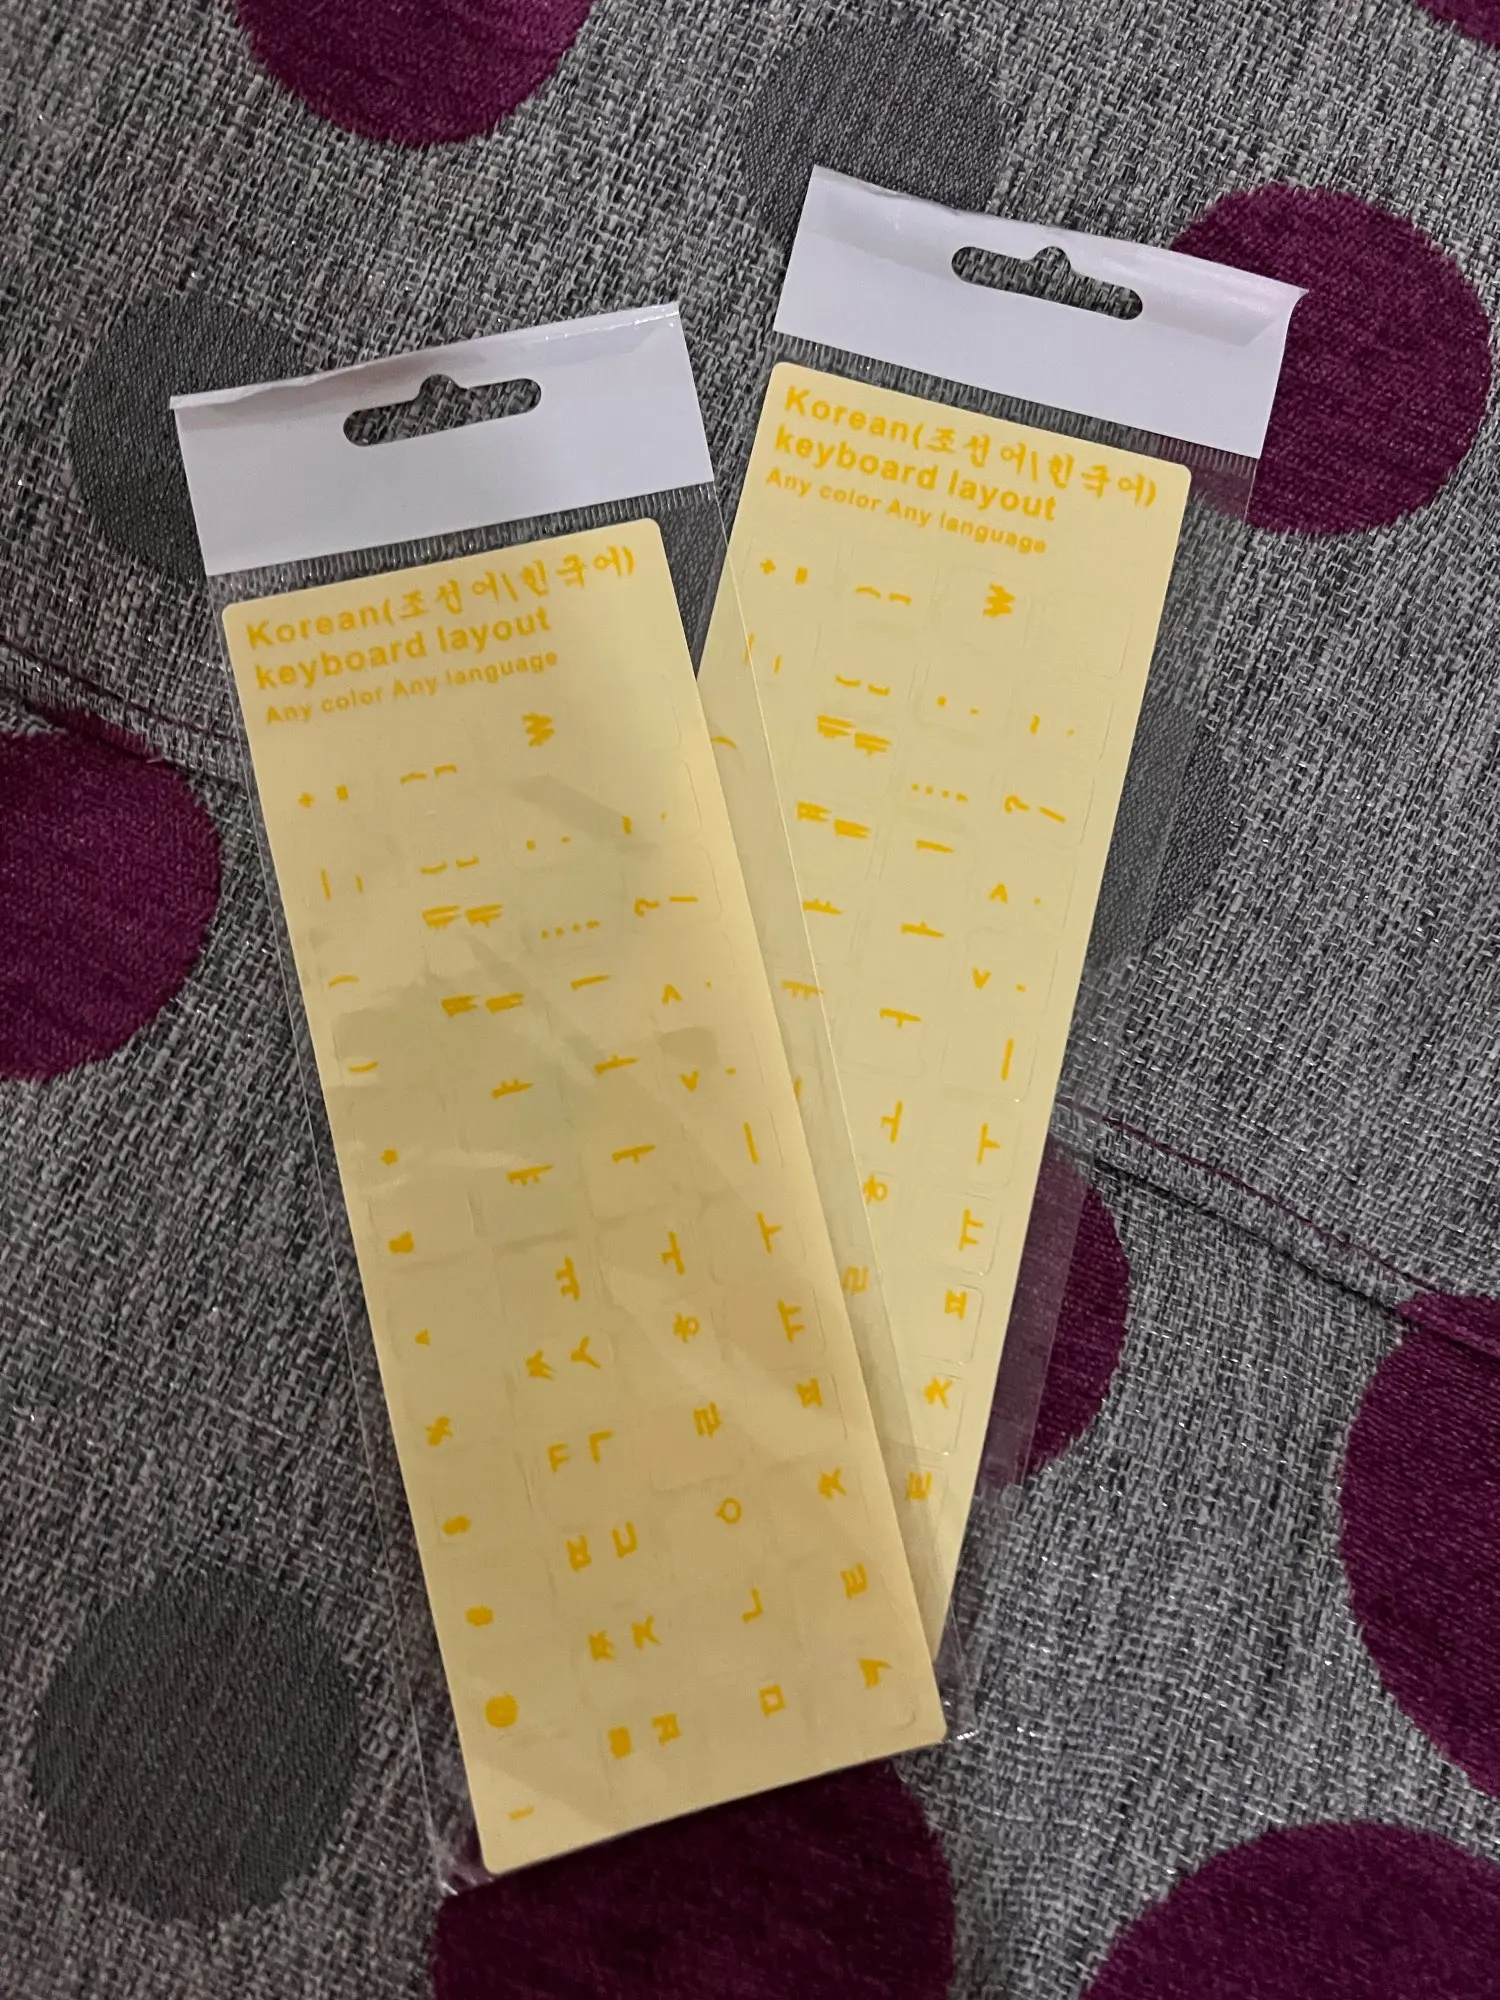 Korean(조선어\한국어)
keyboard layout
Any color Any language
! @ # $ % ^ & * ( ) | \ + =
ㅃ ㅂ ㅉ ㅈ ㄸ ㄷ ㄲ ㄱ ㅆ ㅅ ㅛ ㅕ ㅑ ㅒ ㅐ ㅖ ㅔ { [ } ]
ㅁ ㄴ ㅇ ㄹ ㅎ ㅗ ㅓ ㅏ ㅣ : ; " ' ₩
ㅋ ㅌ ㅊ ㅍ ㅠ ㅜ ㅡ < , > . ? / ~ `
Korean(조선어\한국어)
keyboard layout
Any color Any language
| \ + =
ㅕ ㅑ ㅒ ㅐ ㅖ ㅔ { [ } ]
ㄹ ㅎ ㅗ ㅓ ㅏ ㅣ : ; " ' ₩
ㅌ ㅊ ㅍ ㅠ ㅜ ㅡ < , > . ? / ~ `